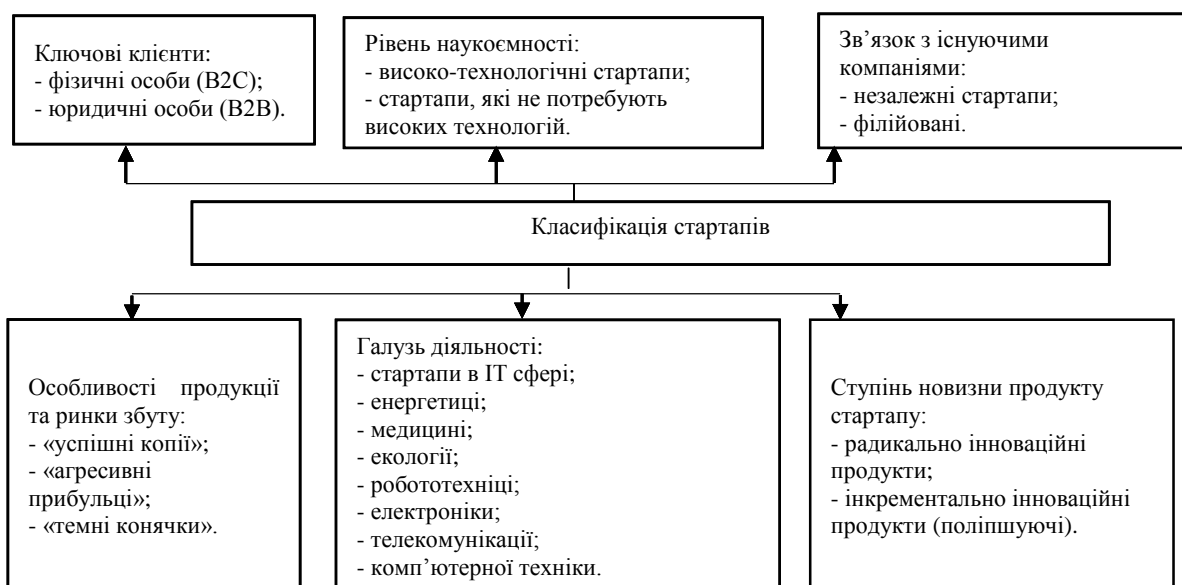 Ключові клієнти:
- фізичні особи (B2C);
- юридичні особи (B2B).
Рівень наукоємності:
- високо-технологічні стартапи;
- стартапи, які не потребують
високих технологій.
Зв’язок з існуючими
компаніями:
- незалежні стартапи;
- філійовані.
Класифікація стартапів
Особливості продукції
та ринки збуту:
- «успішні копії»;
- «агресивні
прибульці»;
- «темні конячки».
Галузь діяльності:
- стартапи в ІТ сфері;
- енергетиці;
- медицині;
- екології;
- робототехніці;
- електроніки;
- телекомунікації;
- комп’ютерної техніки.
Ступінь новизни продукту
стартапу:
- радикально інноваційні
продукти;
- інкрементально інноваційні
продукти (поліпшуючі).